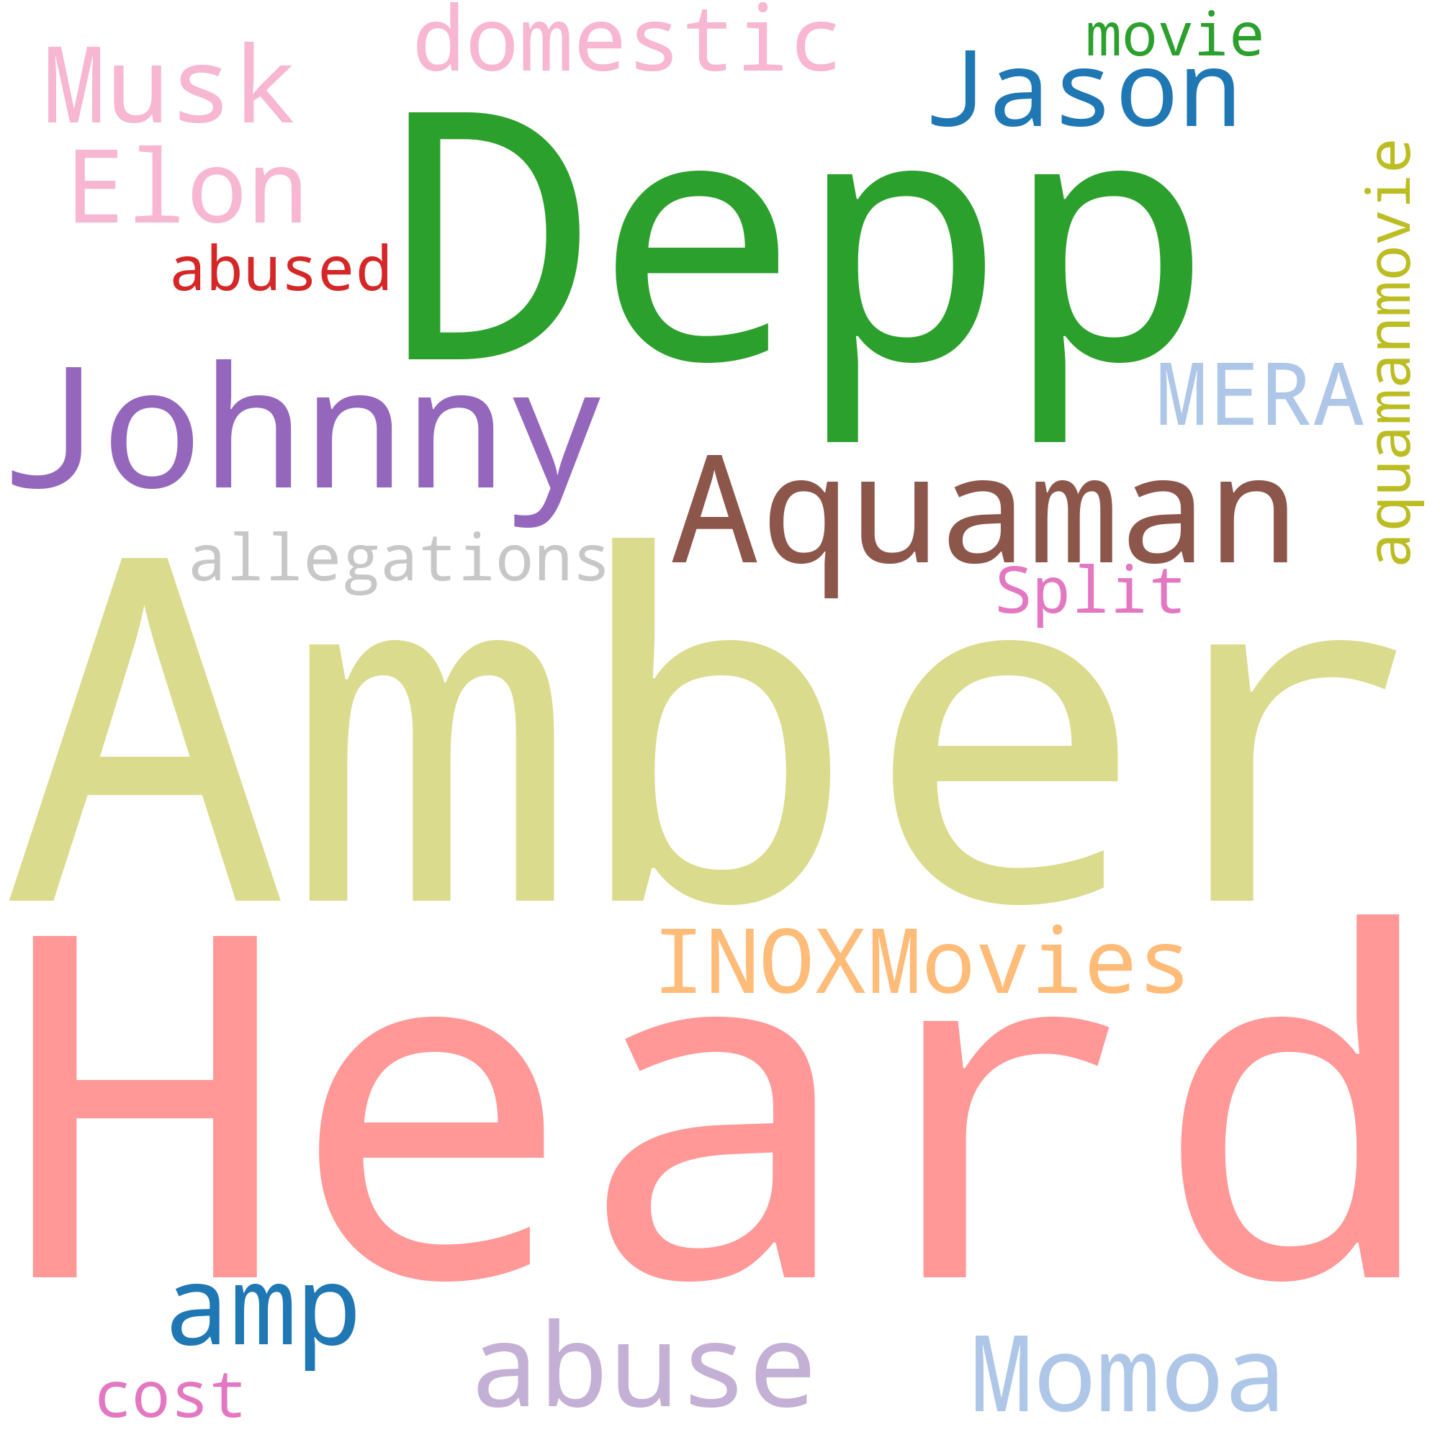 domestic
movie
Musk
Jason
Elon
Depp
abused
aquamanmovie
Johnny
MERA
Aquaman
allegations
Split
Amber
INOXMovies
Heard
amp
abuse
Momoa
cost